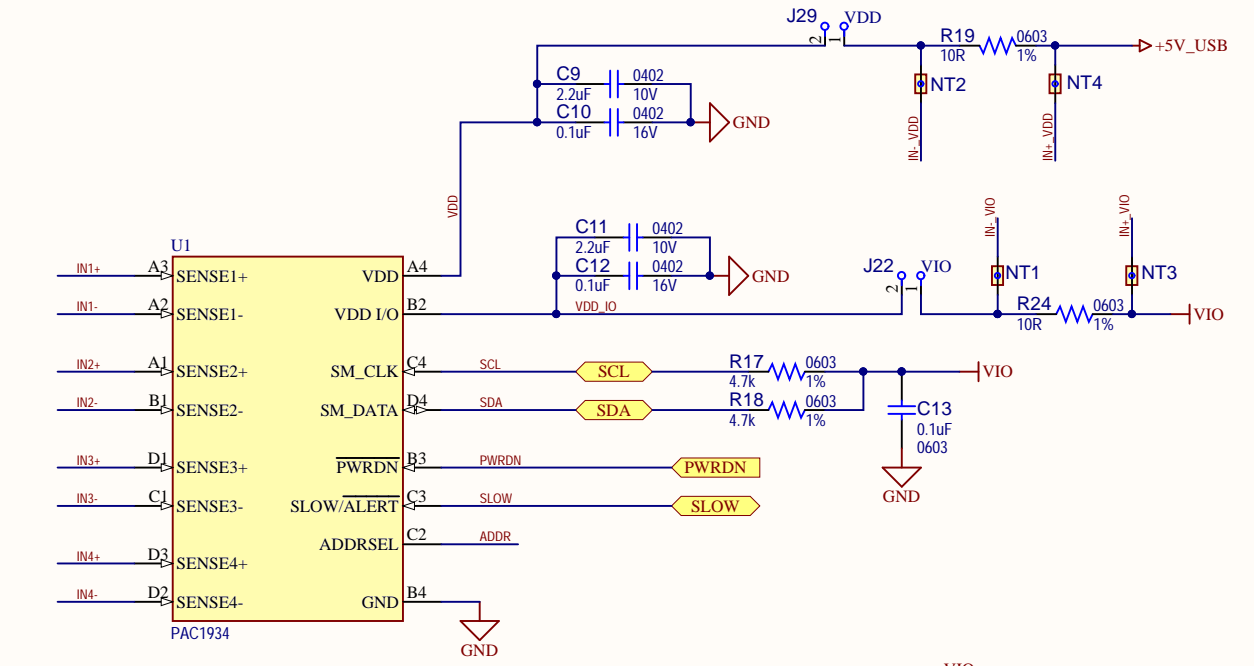 J29
VDD
2
1
R19
0603
10R
1%
+5V_USB
NT2
NT4
IN-_VDD
IN+_VDD
C9
0402
2.2uF
10V
C10
0402
0.1uF
16V
GND
VDD
C11
0402
2.2uF
10V
C12
0402
0.1uF
16V
GND
VDD_IO
J22
VIO
2
1
IN-_VIO
IN+_VIO
NT1
NT3
R24
0603
10R
1%
VIO
U1
IN1+
A3
SENSE1+
VDD
A4
IN1-
A2
SENSE1-
VDD I/O
B2
IN2+
A1
SENSE2+
SM_CLK
C4
SCL
SCL
R17
0603
4.7k
1%
VIO
IN2-
B1
SENSE2-
SM_DATA
D4
SDA
SDA
R18
0603
4.7k
1%
C13
0.1uF
0603
GND
IN3+
D1
SENSE3+
PWRDN
B3
PWRDN
PWRDN
IN3-
C1
SENSE3-
SLOW/ALERT
C3
SLOW
SLOW
ADDRSEL
C2
ADDR
IN4+
D3
SENSE4+
IN4-
D2
SENSE4-
GND
B4
GND
PAC1934
VIO